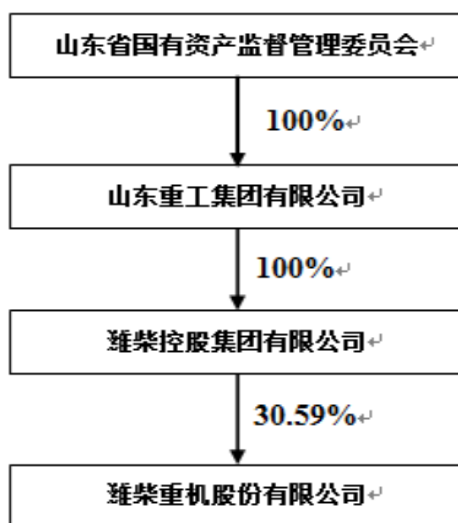 山东省国有资产监督管理委员会
100%
山东重工集团有限公司
100%
潍柴控股集团有限公司
30.59%
潍柴重机股份有限公司